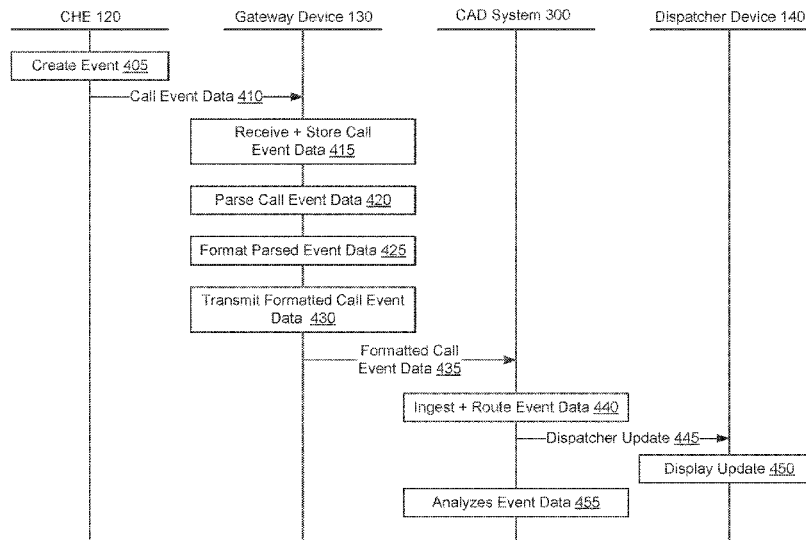 CHE 120
Gateway Device 130
CAD System 300
Dispatcher Device 140
Create Event 405
Call Event Data 410
Receive + Store Call
Event Data 415
Parse Call Event Data 420
Format Parsed Event Data 425
Transmit Formatted Call Event
Data 430
Formatted Call
Event Data 435
Ingest + Route Event Data 440
Dispatcher Update 445
Display Update 450
Analyzes Event Data 455